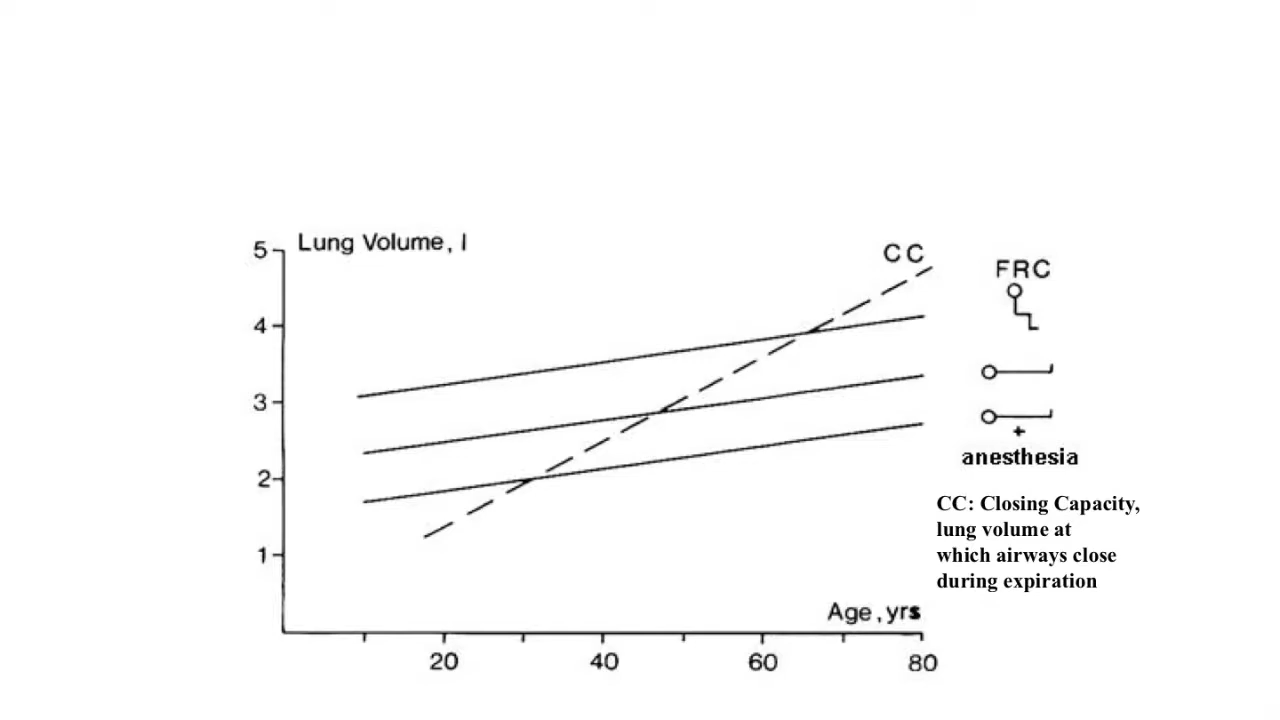 5
Lung Volume, l
CC
FRC
4
3
+
anesthesia
2
CC: Closing Capacity,
lung volume at
which airways close
during expiration
1
Age, yrs
20
40
60
80